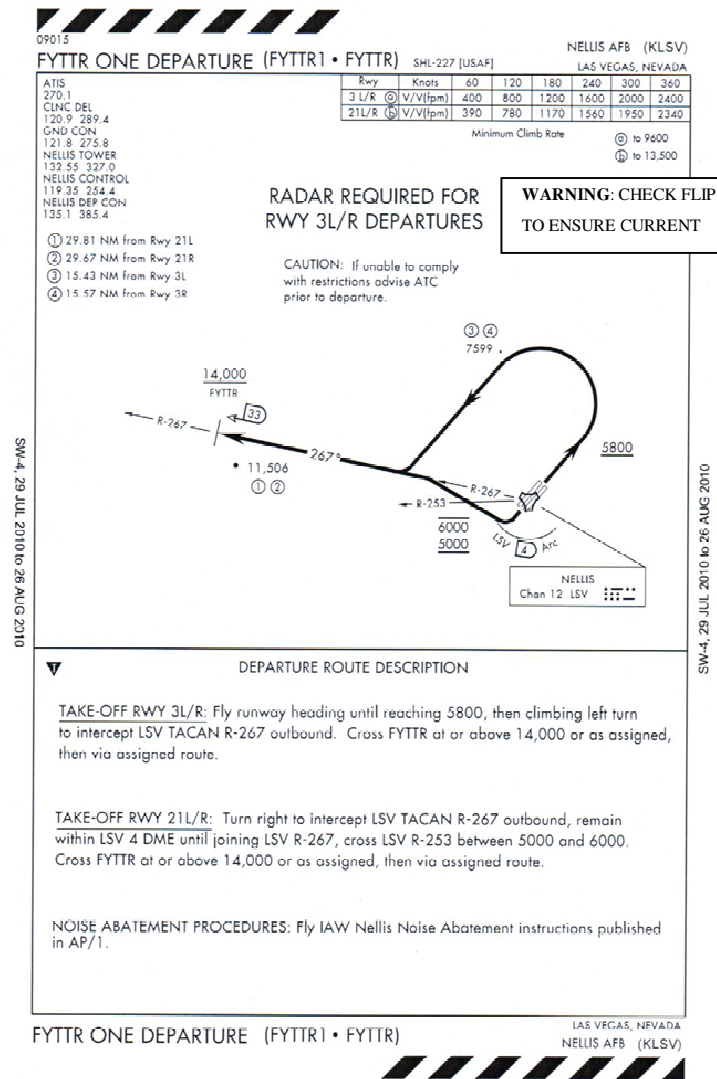 09015
FYTTR ONE DEPARTURE (FYTTR1 • FYTTR) SHL-227 [USAF]
NELLIS AFB (KLSV)
LAS VEGAS, NEVADA
ATIS
270.1
CLNC DEL
120.9 289.4
GND CON
121.8 275.8
NELLIS TOWER
132.55 327.0
NELLIS CONTROL
119.35 254.4
NELLIS DEP CON
135.1 385.4
Rwy Knots 60 120 180 240 300 360
3 L/R ⓐ V/V(fpm) 400 800 1200 1600 2000 2400
21L/R ⓑ V/V(fpm) 390 780 1170 1560 1950 2340
Minimum Climb Rate
ⓐ to 9600
ⓑ to 13,500
① 29.81 NM from Rwy 21L
② 29.67 NM from Rwy 21R
③ 15.43 NM from Rwy 3L
④ 15.57 NM from Rwy 3R
RADAR REQUIRED FOR
RWY 3L/R DEPARTURES
WARNING: CHECK FLIP
TO ENSURE CURRENT
CAUTION: If unable to comply
with restrictions advise ATC
prior to departure.
③ ④
7599
14,000
FYTTR
33
R-267
267°
11,506
① ②
5800
R-267
R-253
6000
5000
LSV 4 Arc
NELLIS
Chan 12 LSV
SW-4, 29 JUL 2010 to 26 AUG 2010
SW-4, 29 JUL 2010 to 26 AUG 2010
T
DEPARTURE ROUTE DESCRIPTION
TAKE-OFF RWY 3L/R: Fly runway heading until reaching 5800, then climbing left turn
to intercept LSV TACAN R-267 outbound. Cross FYTTR at or above 14,000 or as assigned,
then via assigned route.
TAKE-OFF RWY 21L/R: Turn right to intercept LSV TACAN R-267 outbound, remain
within LSV 4 DME until joining LSV R-267, cross LSV R-253 between 5000 and 6000.
Cross FYTTR at or above 14,000 or as assigned, then via assigned route.
NOISE ABATEMENT PROCEDURES: Fly IAW Nellis Noise Abatement instructions published
in AP/1.
FYTTR ONE DEPARTURE (FYTTR1 • FYTTR)
LAS VEGAS, NEVADA
NELLIS AFB (KLSV)